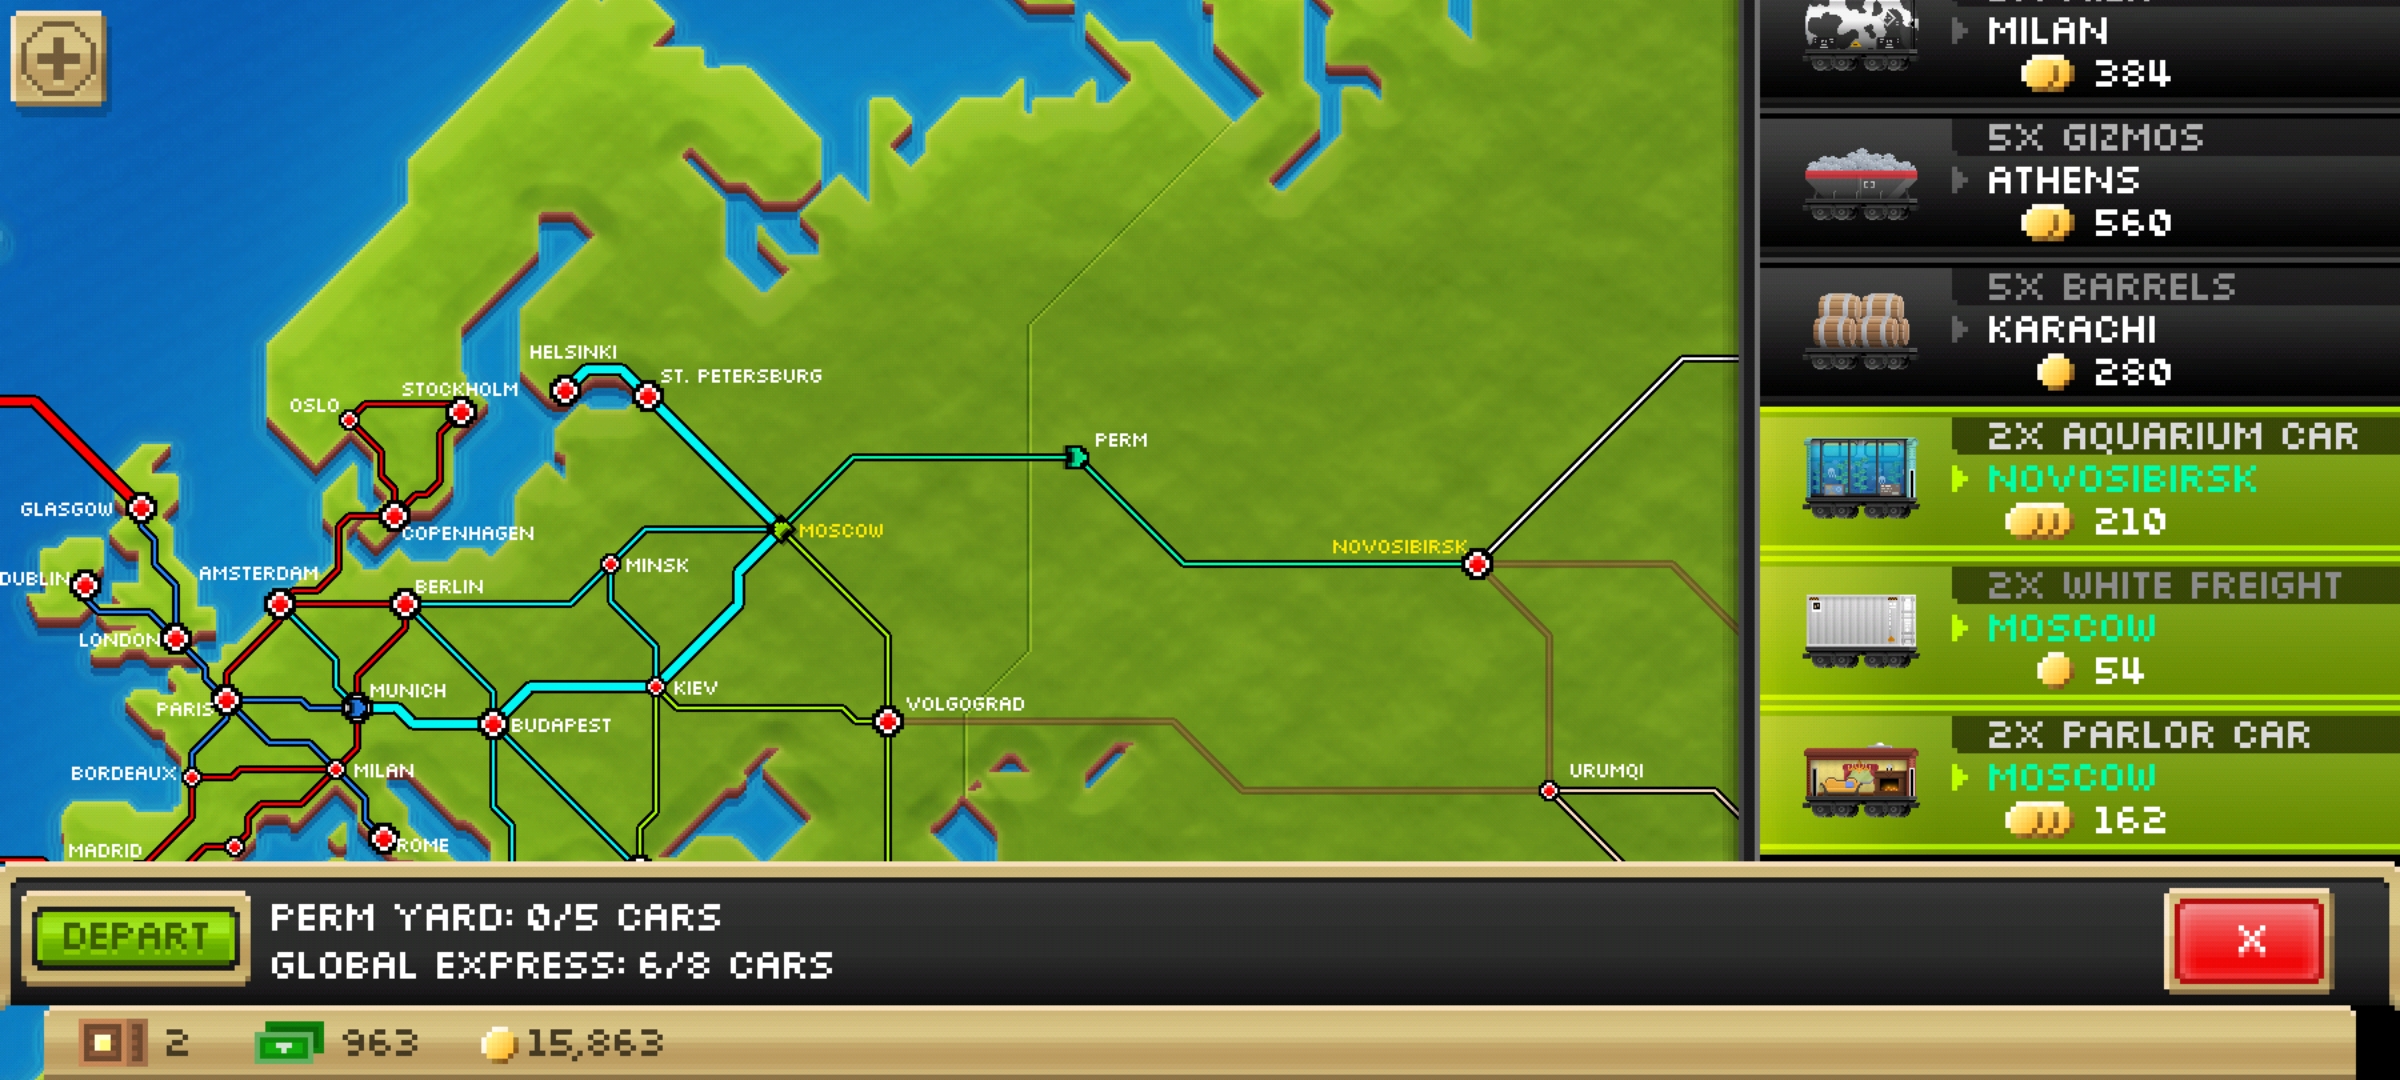 HELSINKI
ST. PETERSBURG
STOCKHOLM
OSLO
PERM
GLASGOW
COPENHAGEN
MOSCOW
NOVOSIBIRSK
DUBLIN
AMSTERDAM
BERLIN
MINSK
LONDON
MUNICH
KIEV
PARIS
BUDAPEST
VOLGOGRAD
BORDEAUX
MILAN
URUMQI
MADRID
ROME
MILAN
384
5X GIZMOS
ATHENS
560
5X BARRELS
KARACHI
280
2X AQUARIUM CAR
NOVOSIBIRSK
210
2X WHITE FREIGHT
MOSCOW
54
2X PARLOR CAR
MOSCOW
162
DEPART
PERM YARD: 0/5 CARS
GLOBAL EXPRESS: 6/8 CARS
X
2
963
15,863